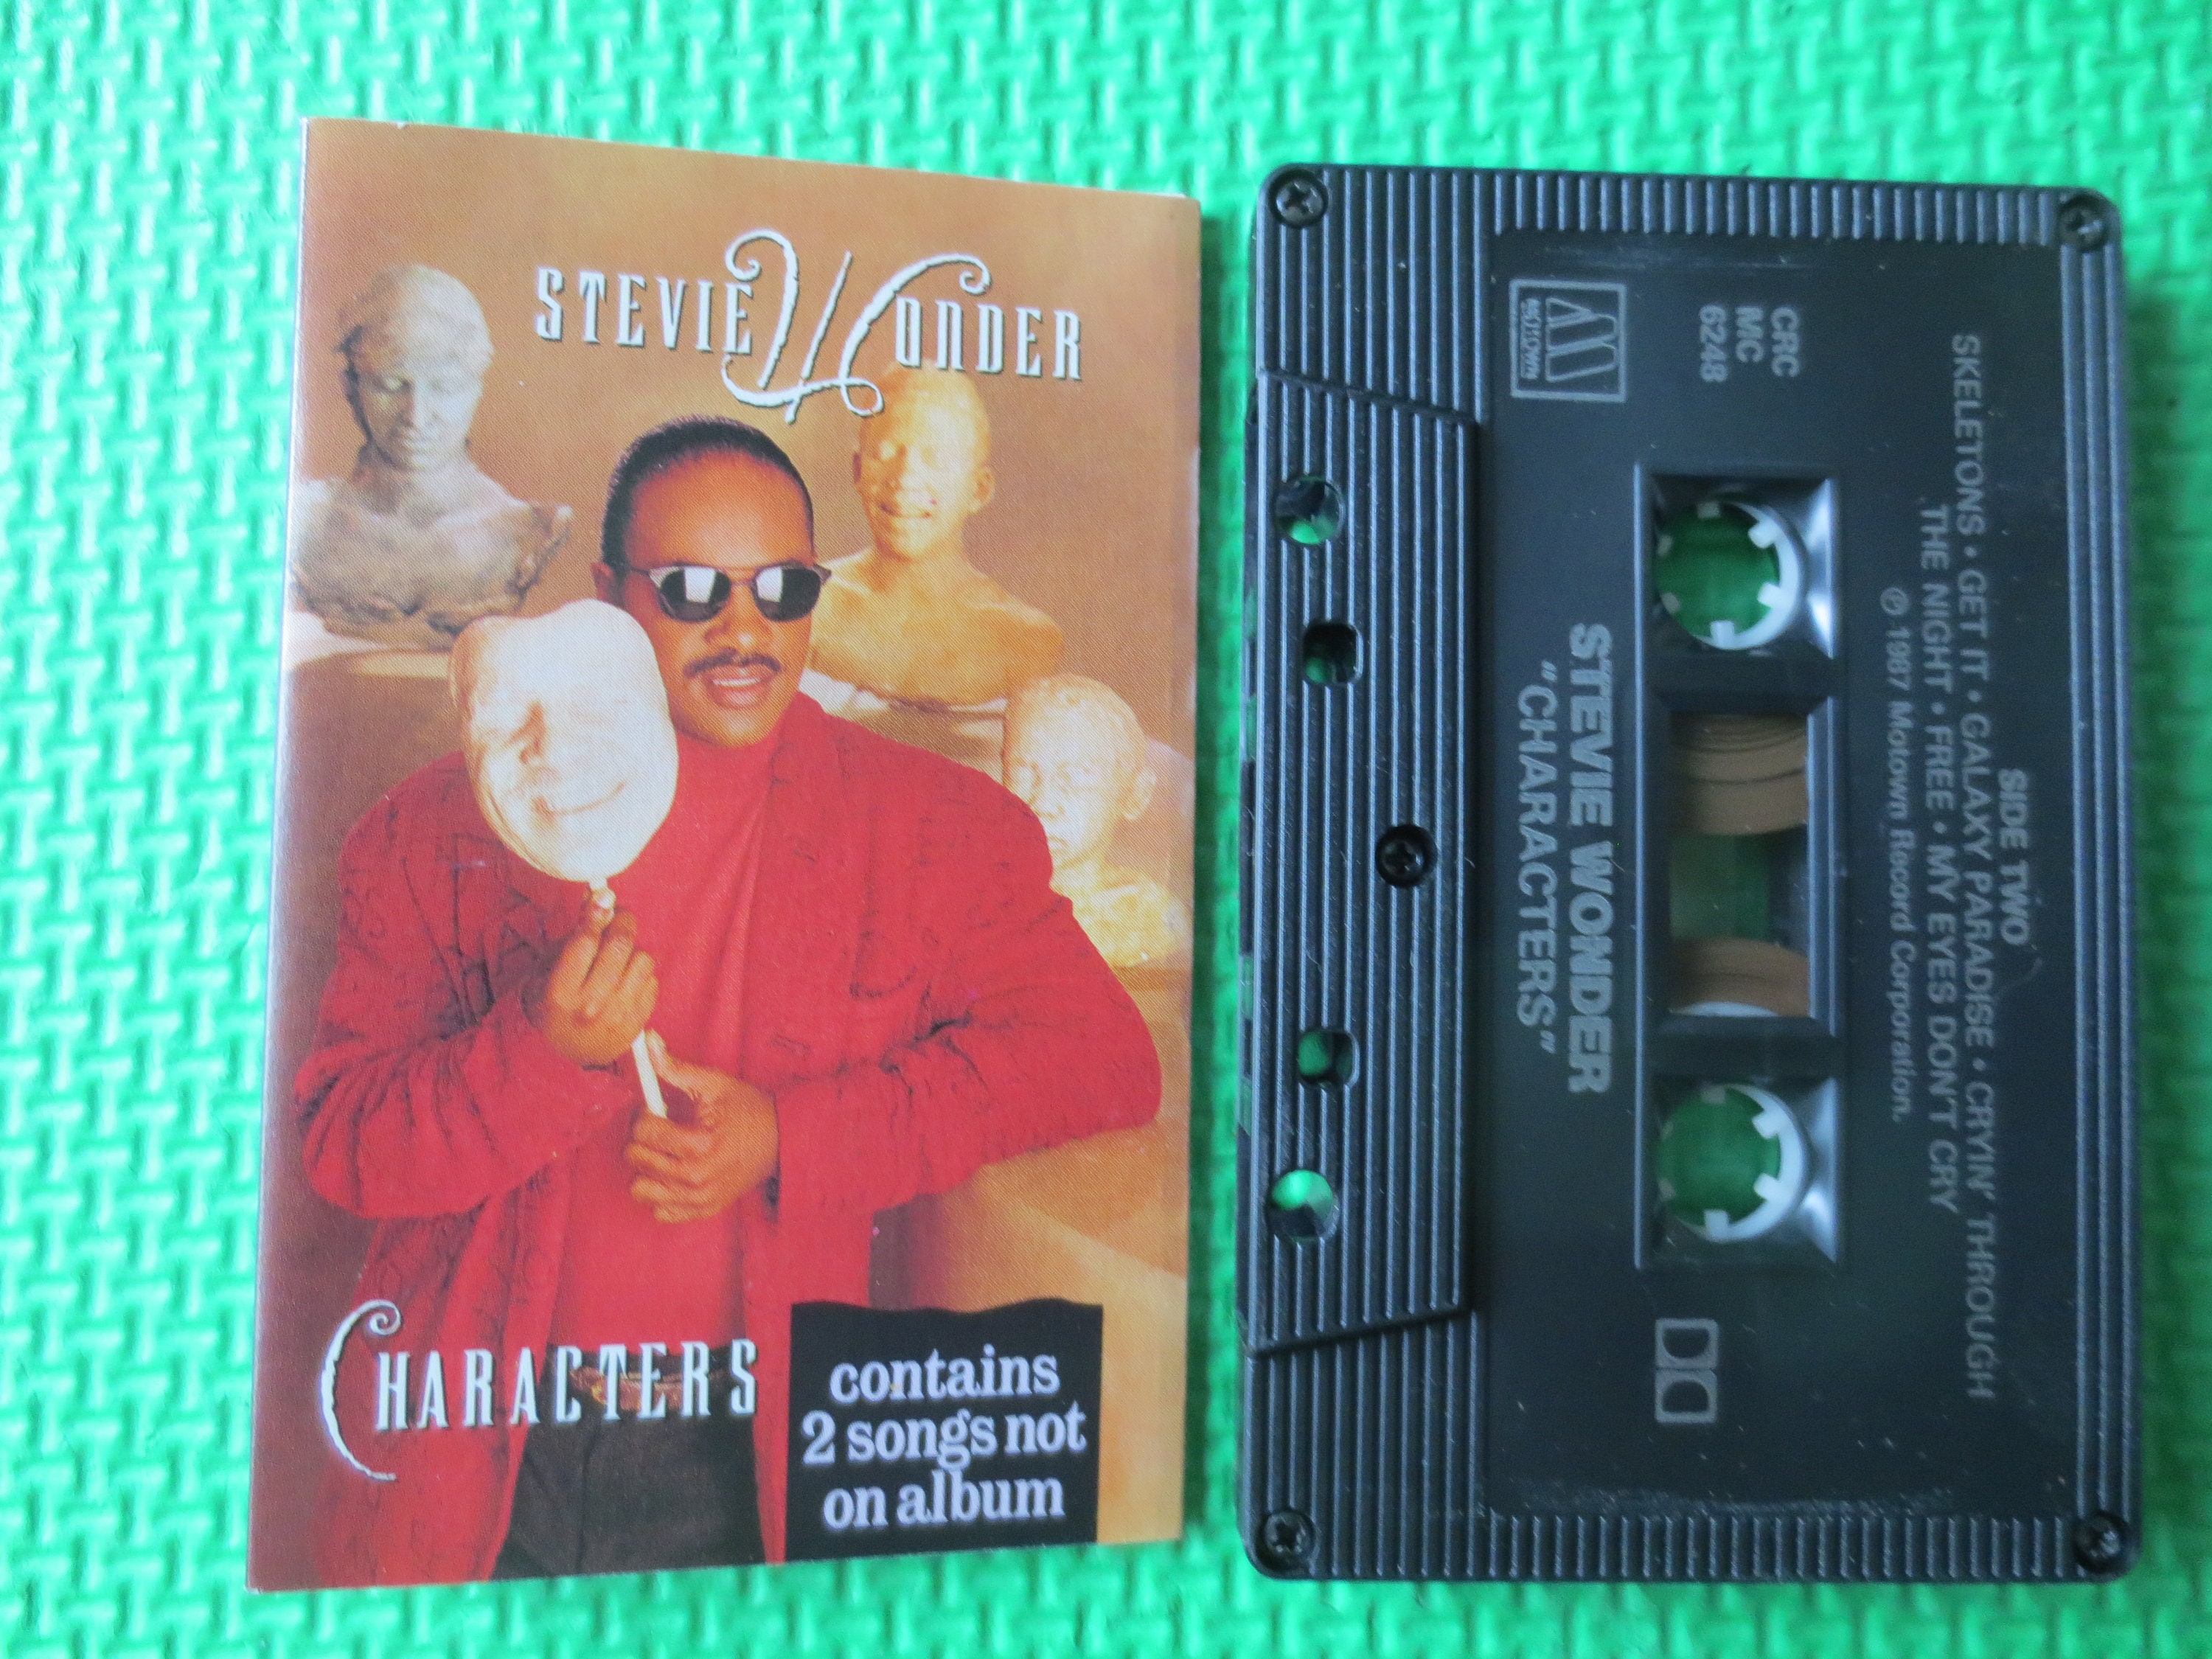 STEVIE WONDER
CHARACTERS
contains
2 songs not
on album
MOTOWN
CRC
MC
6248
SIDE TWO
SKELETONS • GET IT • GALAXY PARADISE • CRYIN' THROUGH
THE NIGHT • FREE • MY EYES DON'T CRY
℗ 1987 Motown Record Corporation.
STEVIE WONDER
"CHARACTERS"